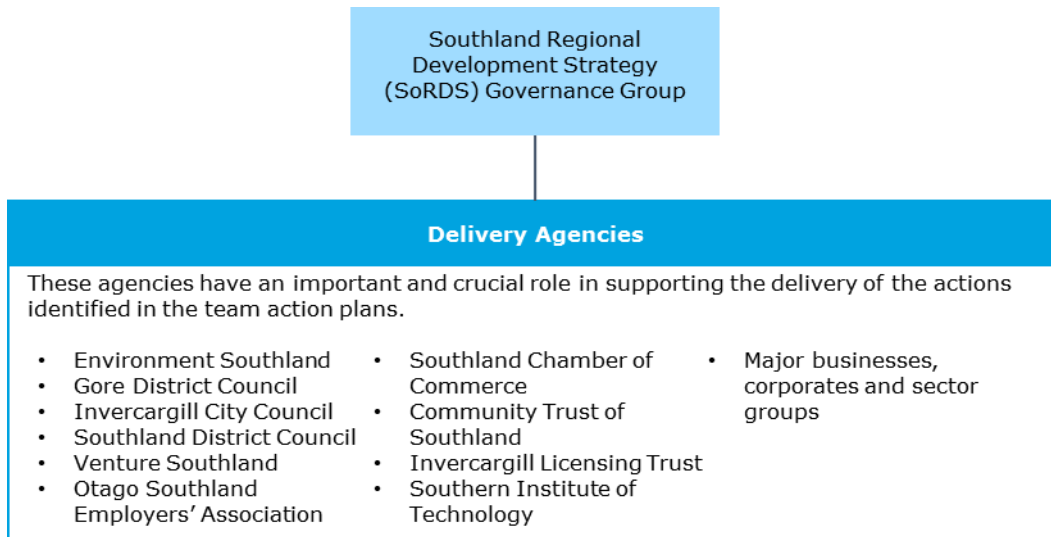 Southland Regional
Development Strategy
(SoRDS) Governance Group
Delivery Agencies
These agencies have an important and crucial role in supporting the delivery of the actions
identified in the team action plans.
• Environment Southland
• Gore District Council
• Invercargill City Council
• Southland District Council
• Venture Southland
• Otago Southland
Employers’ Association
• Southland Chamber of
Commerce
• Community Trust of
Southland
• Invercargill Licensing Trust
• Southern Institute of
Technology
• Major businesses,
corporates and sector
groups